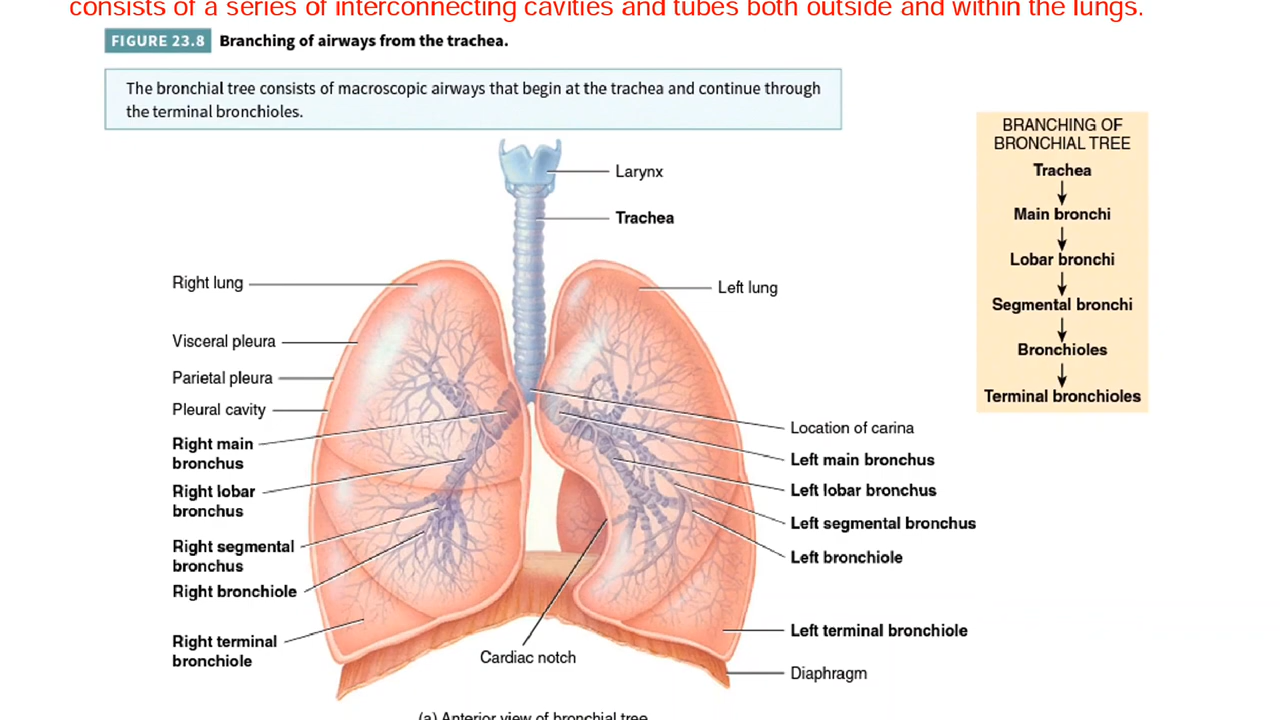 consists of a series of interconnecting cavities and tubes both outside and within the lungs.
FIGURE 23.8 Branching of airways from the trachea.
The bronchial tree consists of macroscopic airways that begin at the trachea and continue through
the terminal bronchioles.
BRANCHING OF
BRONCHIAL TREE
Trachea
Main bronchi
Lobar bronchi
Segmental bronchi
Bronchioles
Terminal bronchioles
Larynx
Trachea
Right lung
Visceral pleura
Parietal pleura
Pleural cavity
Right main
bronchus
Right lobar
bronchus
Right segmental
bronchus
Right bronchiole
Right terminal
bronchiole
Left lung
Location of carina
Left main bronchus
Left lobar bronchus
Left segmental bronchus
Left bronchiole
Left terminal bronchiole
Diaphragm
Cardiac notch
(a) Anterior view of bronchial tree